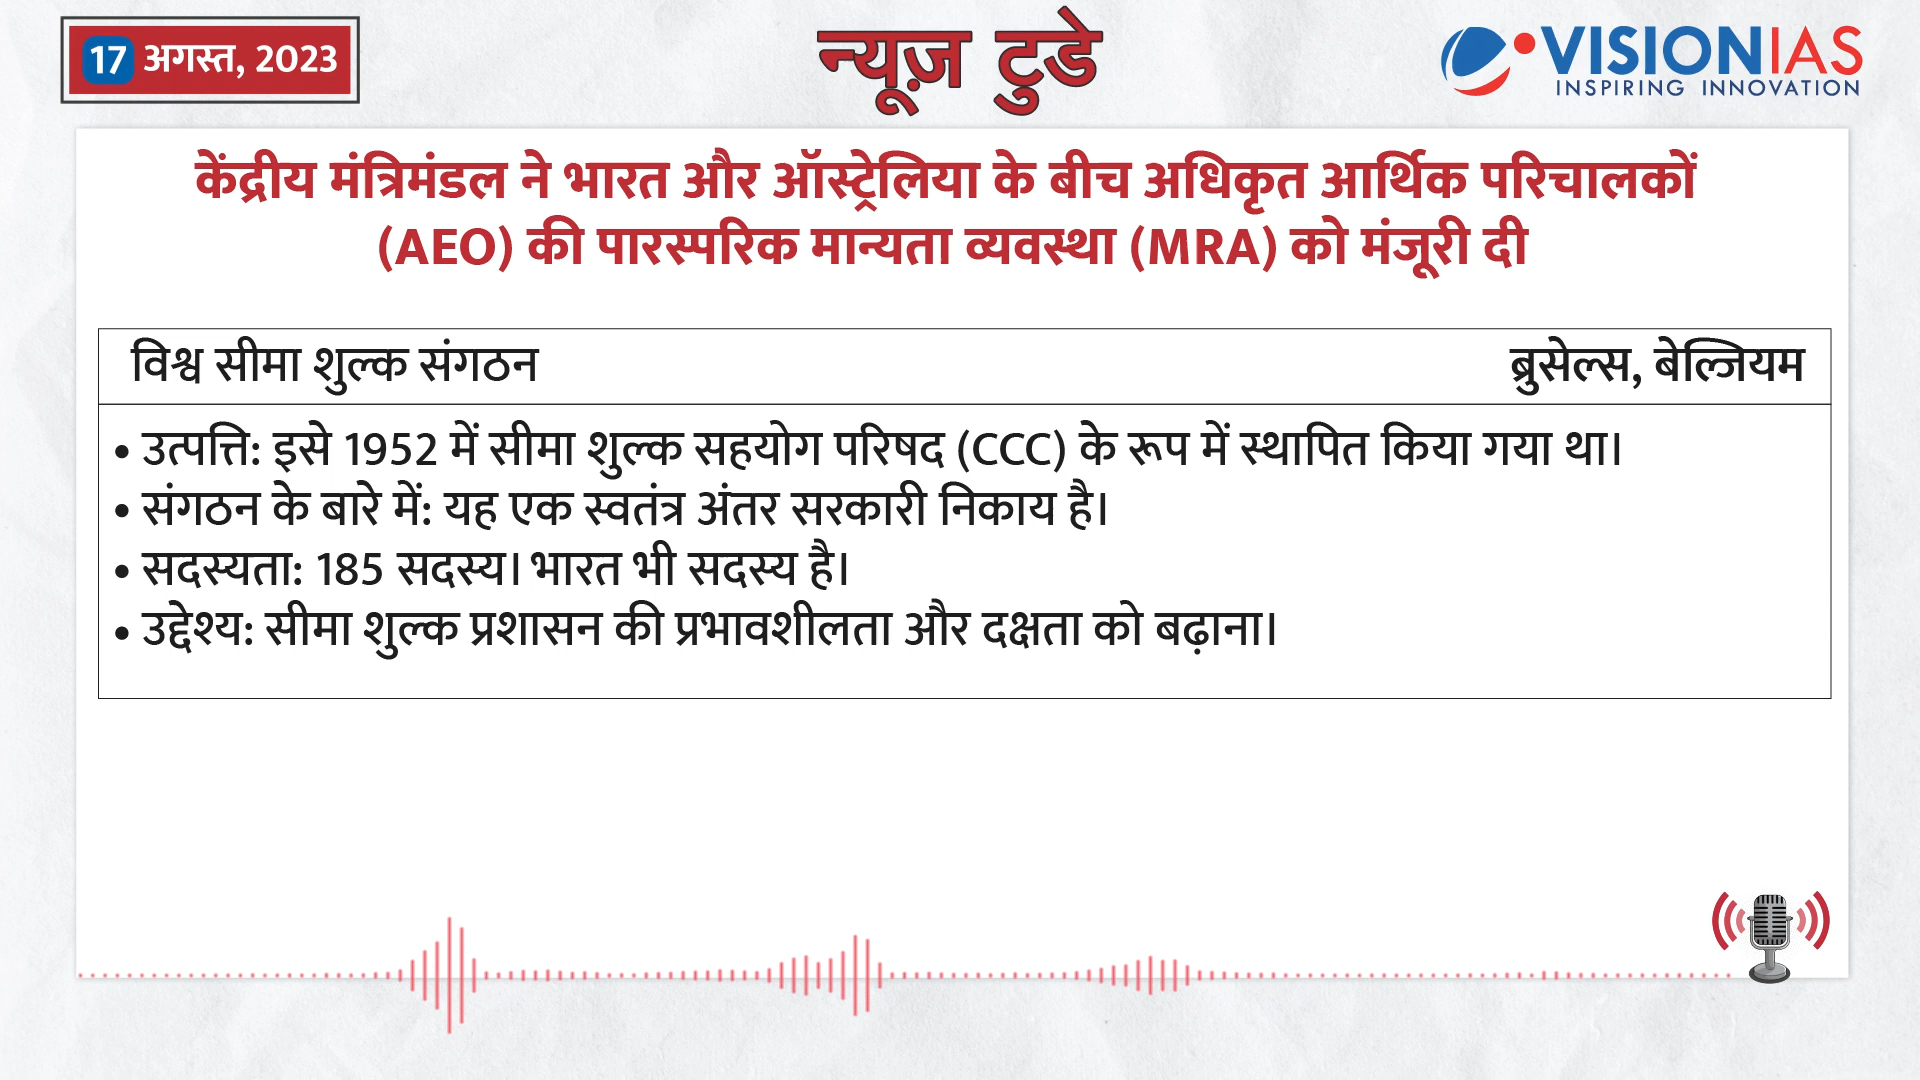 17 अगस्त, 2023
न्यूज़ टुडे
VISIONIAS
INSPIRING INNOVATION
केंद्रीय मंत्रिमंडल ने भारत और ऑस्ट्रेलिया के बीच अधिकृत आर्थिक परिचालकों
(AEO) की पारस्परिक मान्यता व्यवस्था (MRA) को मंजूरी दी
विश्व सीमा शुल्क संगठन ब्रुसेल्स, बेल्जियम
• उत्पत्ति: इसे 1952 में सीमा शुल्क सहयोग परिषद (CCC) के रूप में स्थापित किया गया था।
• संगठन के बारे में: यह एक स्वतंत्र अंतर सरकारी निकाय है।
• सदस्यता: 185 सदस्य। भारत भी सदस्य है।
• उद्देश्य: सीमा शुल्क प्रशासन की प्रभावशीलता और दक्षता को बढ़ाना।